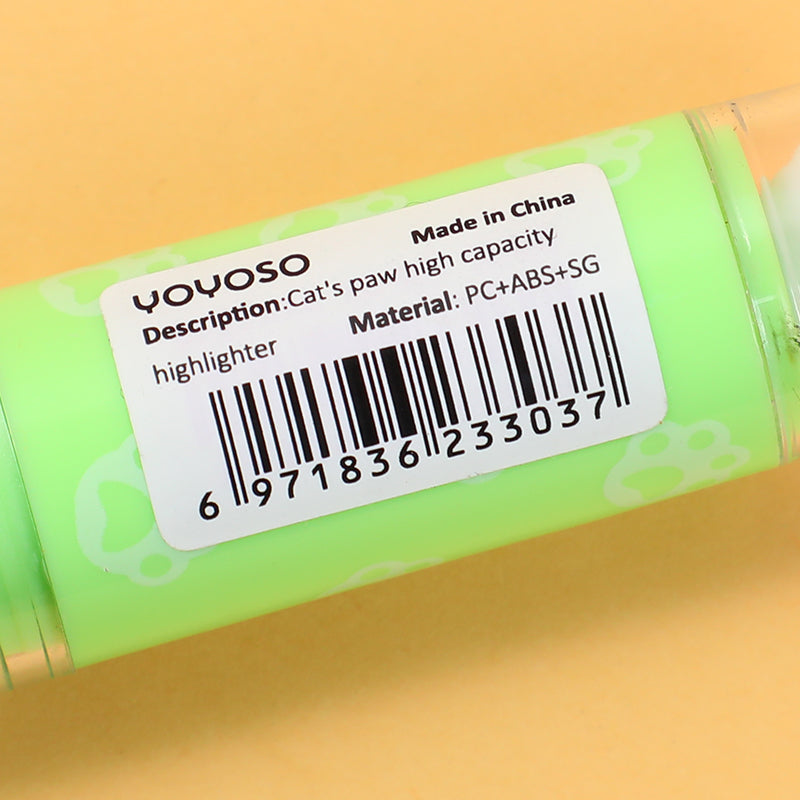 YOYOSO Made in China
Description:Cat's paw high capacity
highlighter Material: PC+ABS+SG
6 971836 233037